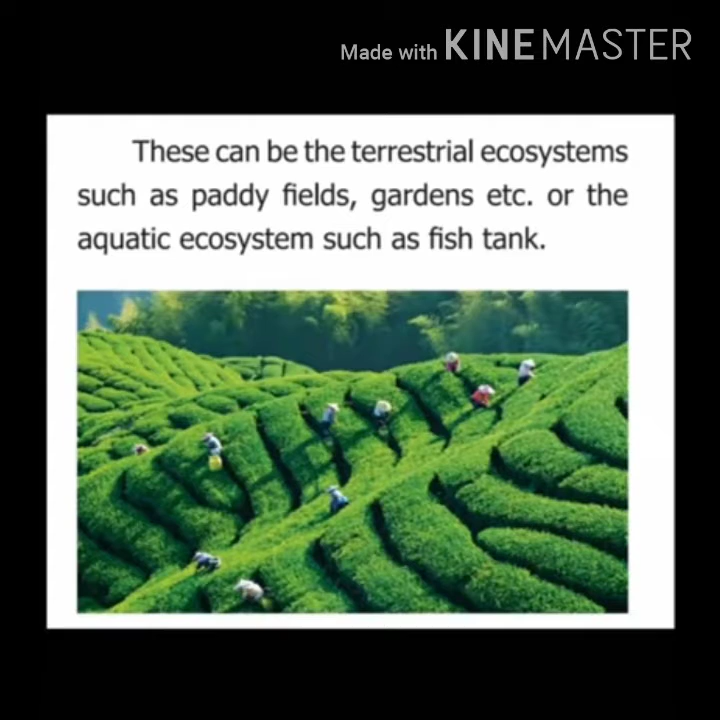 Made with KINEMASTER
These can be the terrestrial ecosystems
such as paddy fields, gardens etc. or the
aquatic ecosystem such as fish tank.